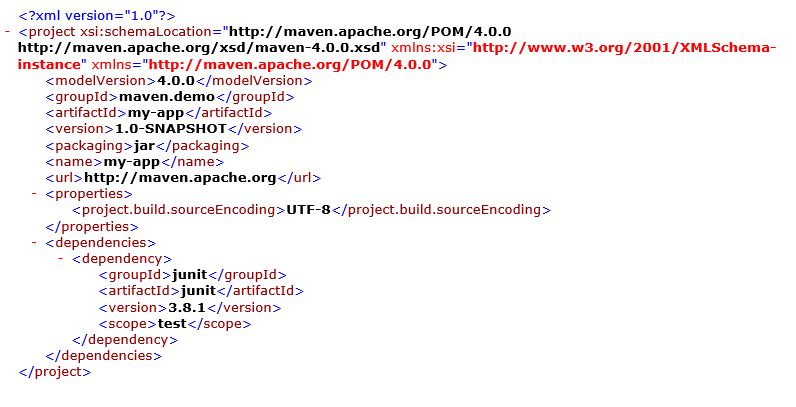 <?xml version="1.0"?>
- <project xsi:schemaLocation="http://maven.apache.org/POM/4.0.0
http://maven.apache.org/xsd/maven-4.0.0.xsd" xmlns:xsi="http://www.w3.org/2001/XMLSchema-
instance" xmlns="http://maven.apache.org/POM/4.0.0">
<modelVersion>4.0.0</modelVersion>
<groupId>maven.demo</groupId>
<artifactId>my-app</artifactId>
<version>1.0-SNAPSHOT</version>
<packaging>jar</packaging>
<name>my-app</name>
<url>http://maven.apache.org</url>
- <properties>
<project.build.sourceEncoding>UTF-8</project.build.sourceEncoding>
</properties>
- <dependencies>
- <dependency>
<groupId>junit</groupId>
<artifactId>junit</artifactId>
<version>3.8.1</version>
<scope>test</scope>
</dependency>
</dependencies>
</project>